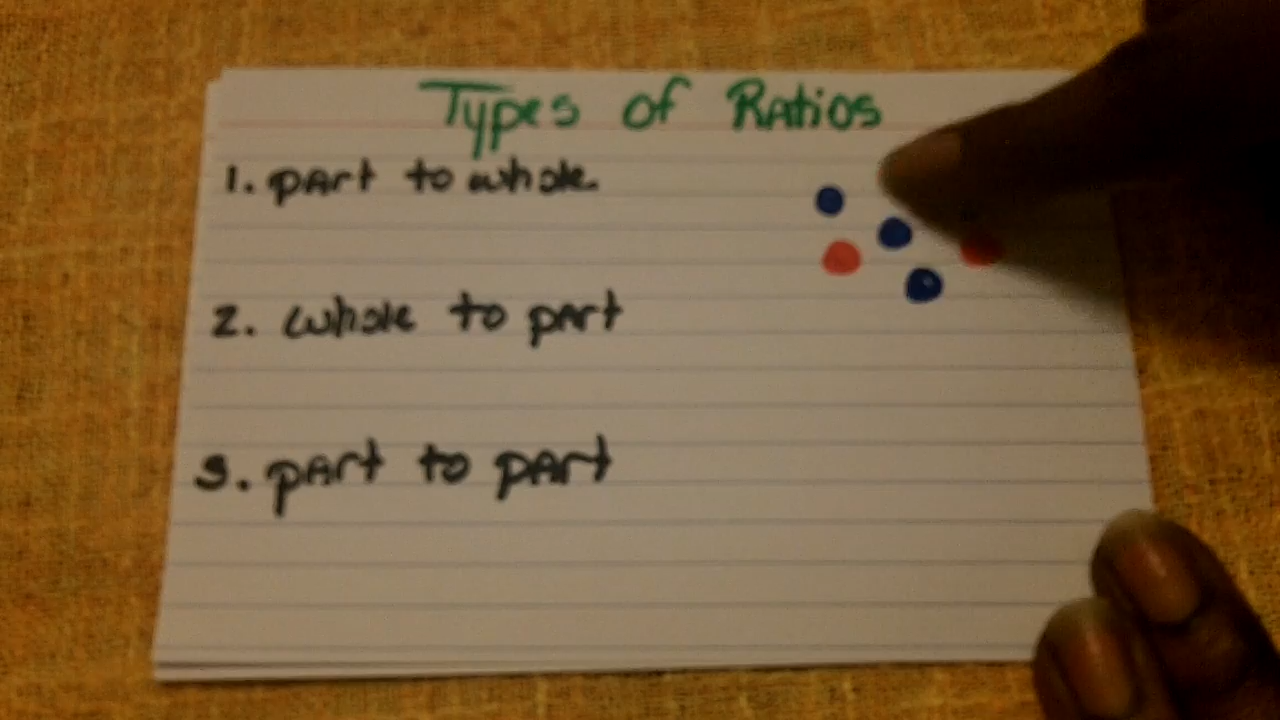 Types of Ratios
1. part to whole
2. whole to part
3. part to part